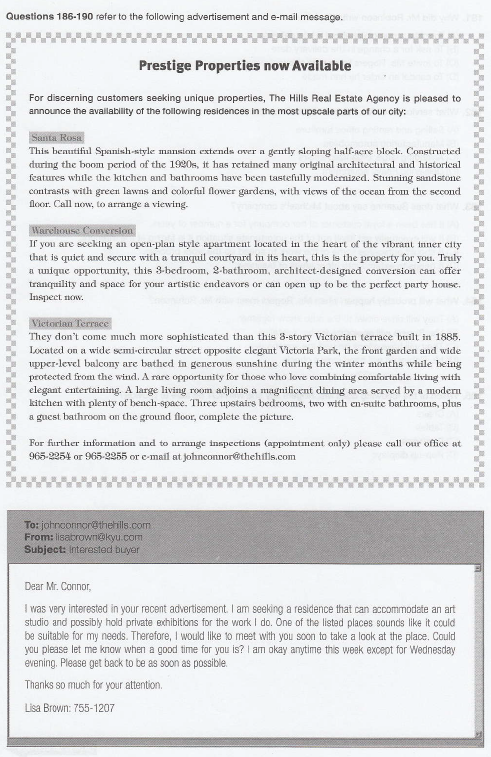 Questions 186-190 refer to the following advertisement and e-mail message.
Prestige Properties now Available
For discerning customers seeking unique properties, The Hills Real Estate Agency is pleased to
announce the availability of the following residences in the most upscale parts of our city:
Santa Rosa
This beautiful Spanish-style mansion extends over a gently sloping half-acre block. Constructed
during the boom period of the 1920s, it has retained many original architectural and historical
features while the kitchen and bathrooms have been tastefully modernized. Stunning sandstone
contrasts with green lawns and colorful flower gardens, with views of the ocean from the second
floor. Call now, to arrange a viewing.
Warehouse Conversion
If you are seeking an open-plan style apartment located in the heart of the vibrant inner city
that is quiet and secure with a tranquil courtyard in its heart, this is the property for you. Truly
a unique opportunity, this 3-bedroom, 2-bathroom, architect-designed conversion can offer
tranquility and space for your artistic endeavors or can open up to be the perfect party house.
Inspect now.
Victorian Terrace
They don't come much more sophisticated than this 3-story Victorian terrace built in 1885.
Located on a wide semi-circular street opposite elegant Victoria Park, the front garden and wide
upper-level balcony are bathed in generous sunshine during the winter months while being
protected from the wind. A rare opportunity for those who love combining comfortable living with
elegant entertaining. A large living room adjoins a magnificent dining area served by a modern
kitchen with plenty of bench-space. Three upstairs bedrooms, two with en-suite bathrooms, plus
a guest bathroom on the ground floor, complete the picture.
For further information and to arrange inspections (appointment only) please call our office at
965-2254 or 965-2255 or e-mail at johnconnor@thehills.com
To: johnconnor@thehills.com
From: lisabrown@kyu.com
Subject: interested buyer
Dear Mr. Connor,
I was very interested in your recent advertisement. I am seeking a residence that can accommodate an art
studio and possibly hold private exhibitions for the work I do. One of the listed places sounds like it could
be suitable for my needs. Therefore, I would like to meet with you soon to take a look at the place. Could
you please let me know when a good time for you is? I am okay anytime this week except for Wednesday
evening. Please get back to be as soon as possible.
Thanks so much for your attention.
Lisa Brown: 755-1207